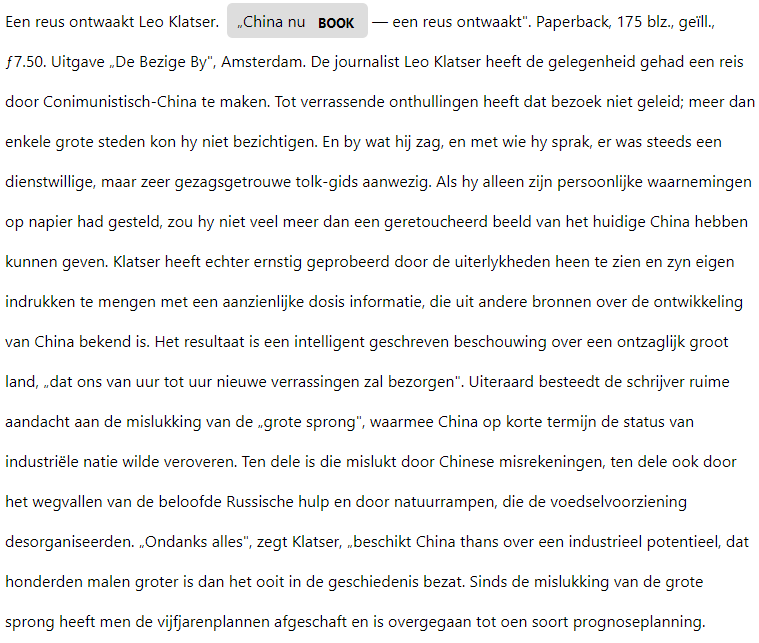 Een reus ontwaakt Leo Klatser. „China nu BOOK — een reus ontwaakt". Paperback, 175 blz., geïll.,
ƒ7.50. Uitgave „De Bezige By", Amsterdam. De journalist Leo Klatser heeft de gelegenheid gehad een reis
door Conimunistisch-China te maken. Tot verrassende onthullingen heeft dat bezoek niet geleid; meer dan
enkele grote steden kon hy niet bezichtigen. En by wat hij zag, en met wie hy sprak, er was steeds een
dienstwillige, maar zeer gezagsgetrouwe tolk-gids aanwezig. Als hy alleen zijn persoonlijke waarnemingen
op napier had gesteld, zou hy niet veel meer dan een geretoucheerd beeld van het huidige China hebben
kunnen geven. Klatser heeft echter ernstig geprobeerd door de uiterlykheden heen te zien en zyn eigen
indrukken te mengen met een aanzienlijke dosis informatie, die uit andere bronnen over de ontwikkeling
van China bekend is. Het resultaat is een intelligent geschreven beschouwing over een ontzaglijk groot
land, „dat ons van uur tot uur nieuwe verrassingen zal bezorgen". Uiteraard besteedt de schrijver ruime
aandacht aan de mislukking van de „grote sprong", waarmee China op korte termijn de status van
industriële natie wilde veroveren. Ten dele is die mislukt door Chinese misrekeningen, ten dele ook door
het wegvallen van de beloofde Russische hulp en door natuurrampen, die de voedselvoorziening
desorganiseerden. „Ondanks alles", zegt Klatser, „beschikt China thans over een industrieel potentieel, dat
honderden malen groter is dan het ooit in de geschiedenis bezat. Sinds de mislukking van de grote
sprong heeft men de vijfjarenplannen afgeschaft en is overgegaan tot oen soort prognoseplanning.